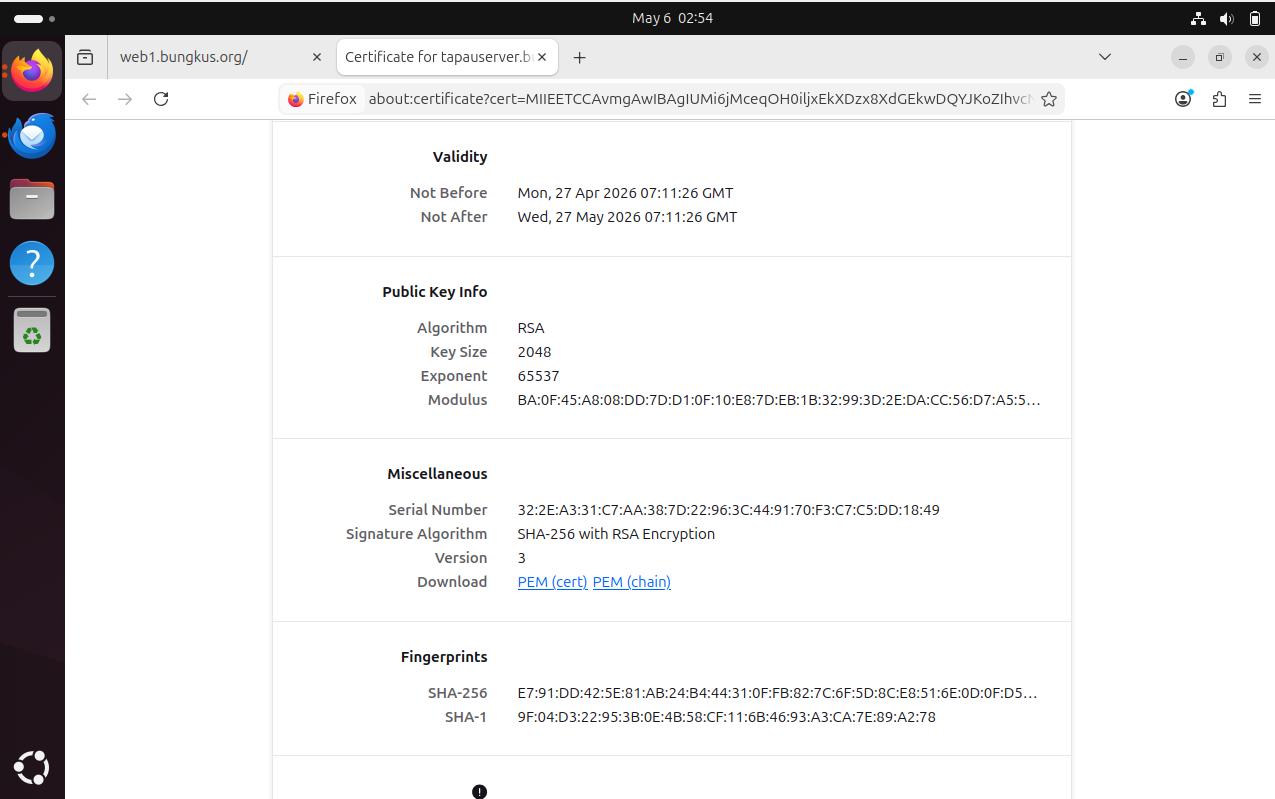 May 6 02:54
web1.bungkus.org/
Certificate for tapauserver.b
Firefox about:certificate?cert=MIIEETCCAvmgAwIBAgIUMi6jMceqOH0iljxEkXDzx8XdGEkwDQYJKoZIhvcN
Validity
Not Before Mon, 27 Apr 2026 07:11:26 GMT
Not After Wed, 27 May 2026 07:11:26 GMT
Public Key Info
Algorithm RSA
Key Size 2048
Exponent 65537
Modulus BA:0F:45:A8:08:DD:7D:D1:0F:10:E8:7D:EB:1B:32:99:3D:2E:DA:CC:56:D7:A5:5…
Miscellaneous
Serial Number 32:2E:A3:31:C7:AA:38:7D:22:96:3C:44:91:70:F3:C7:C5:DD:18:49
Signature Algorithm SHA-256 with RSA Encryption
Version 3
Download PEM (cert) PEM (chain)
Fingerprints
SHA-256 E7:91:DD:42:5E:81:AB:24:B4:44:31:0F:FB:82:7C:6F:5D:8C:E8:51:6E:0D:0F:D5…
SHA-1 9F:04:D3:22:95:3B:0E:4B:58:CF:11:6B:46:93:A3:CA:7E:89:A2:78